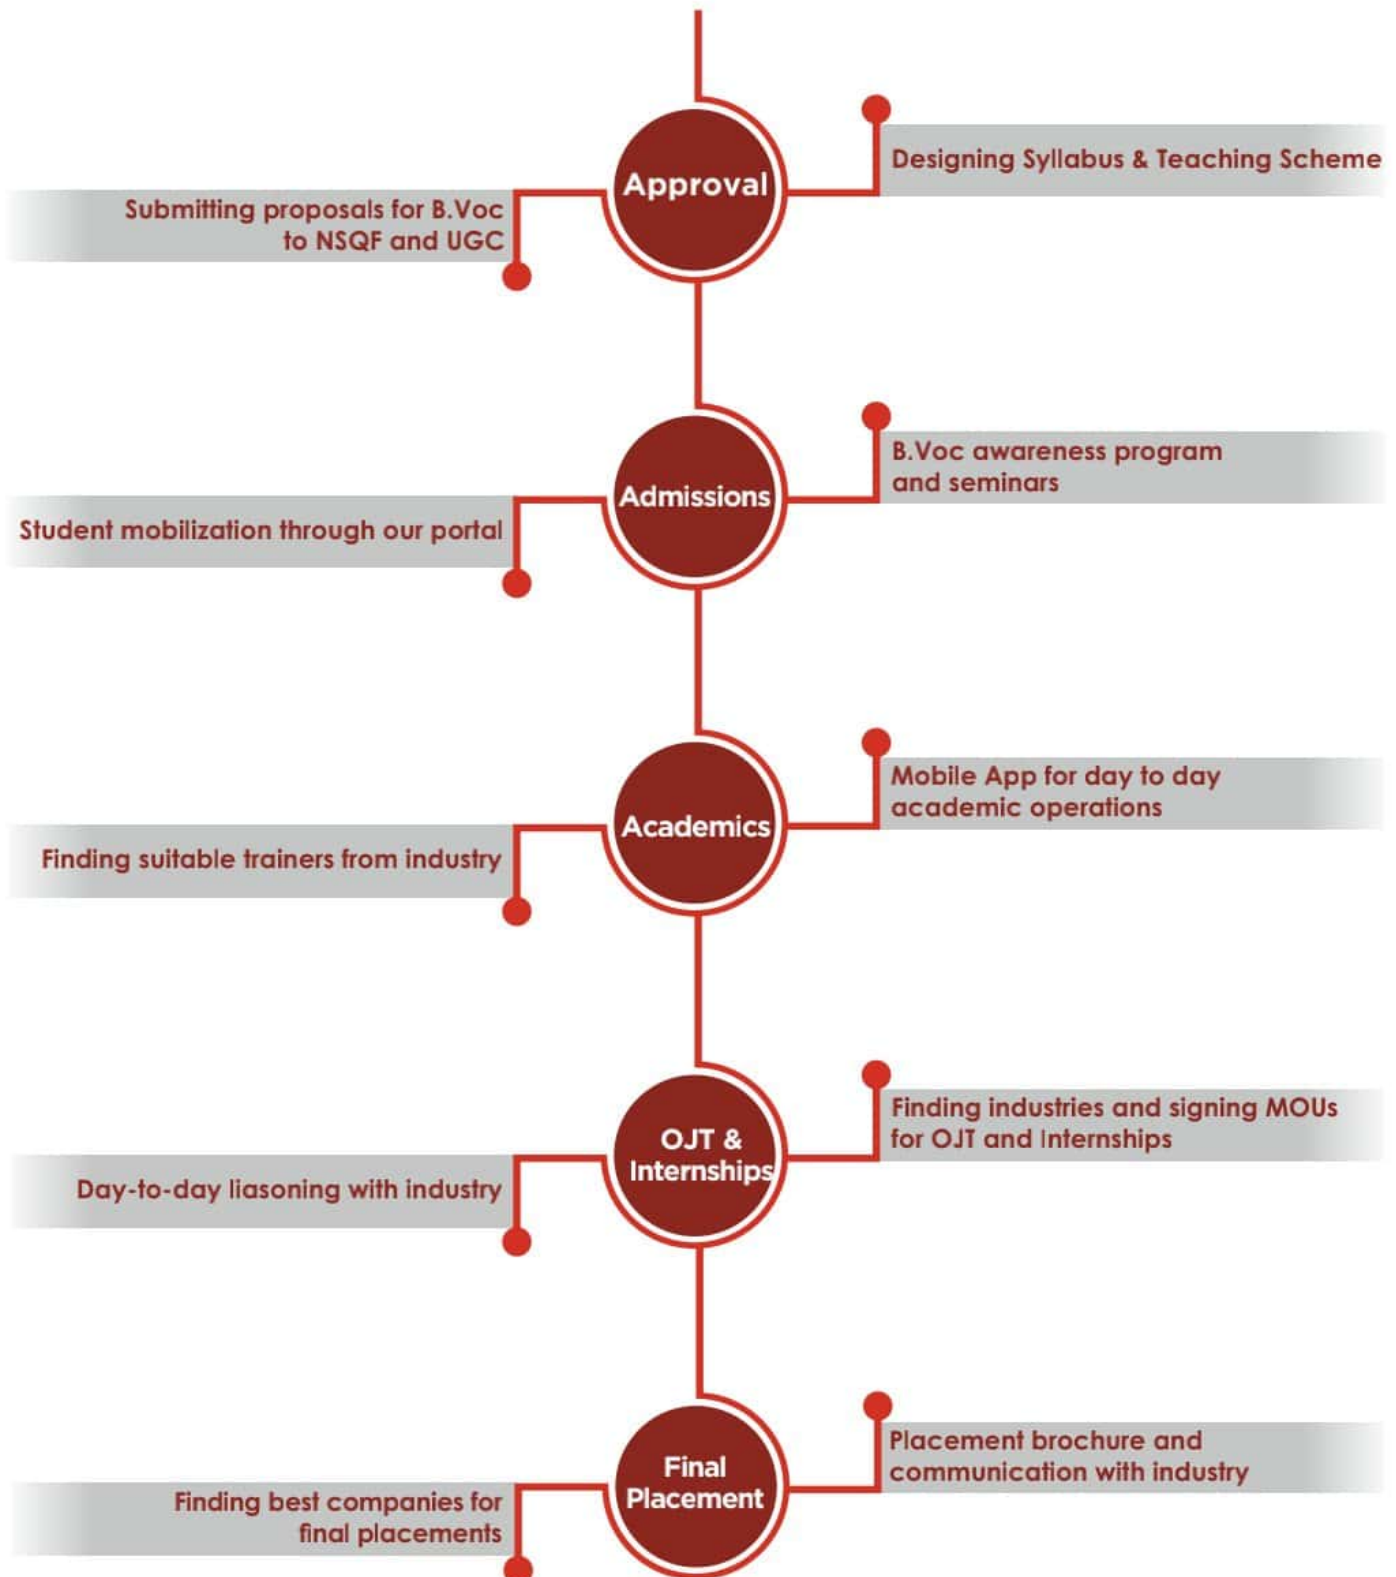 Approval
Designing Syllabus & Teaching Scheme
Submitting proposals for B.Voc
to NSQF and UGC
Admissions
B.Voc awareness program
and seminars
Student mobilization through our portal
Academics
Mobile App for day to day
academic operations
Finding suitable trainers from industry
OJT &
Internships
Finding industries and signing MOUs
for OJT and Internships
Day-to-day liasoning with industry
Final
Placement
Placement brochure and
communication with industry
Finding best companies for
final placements